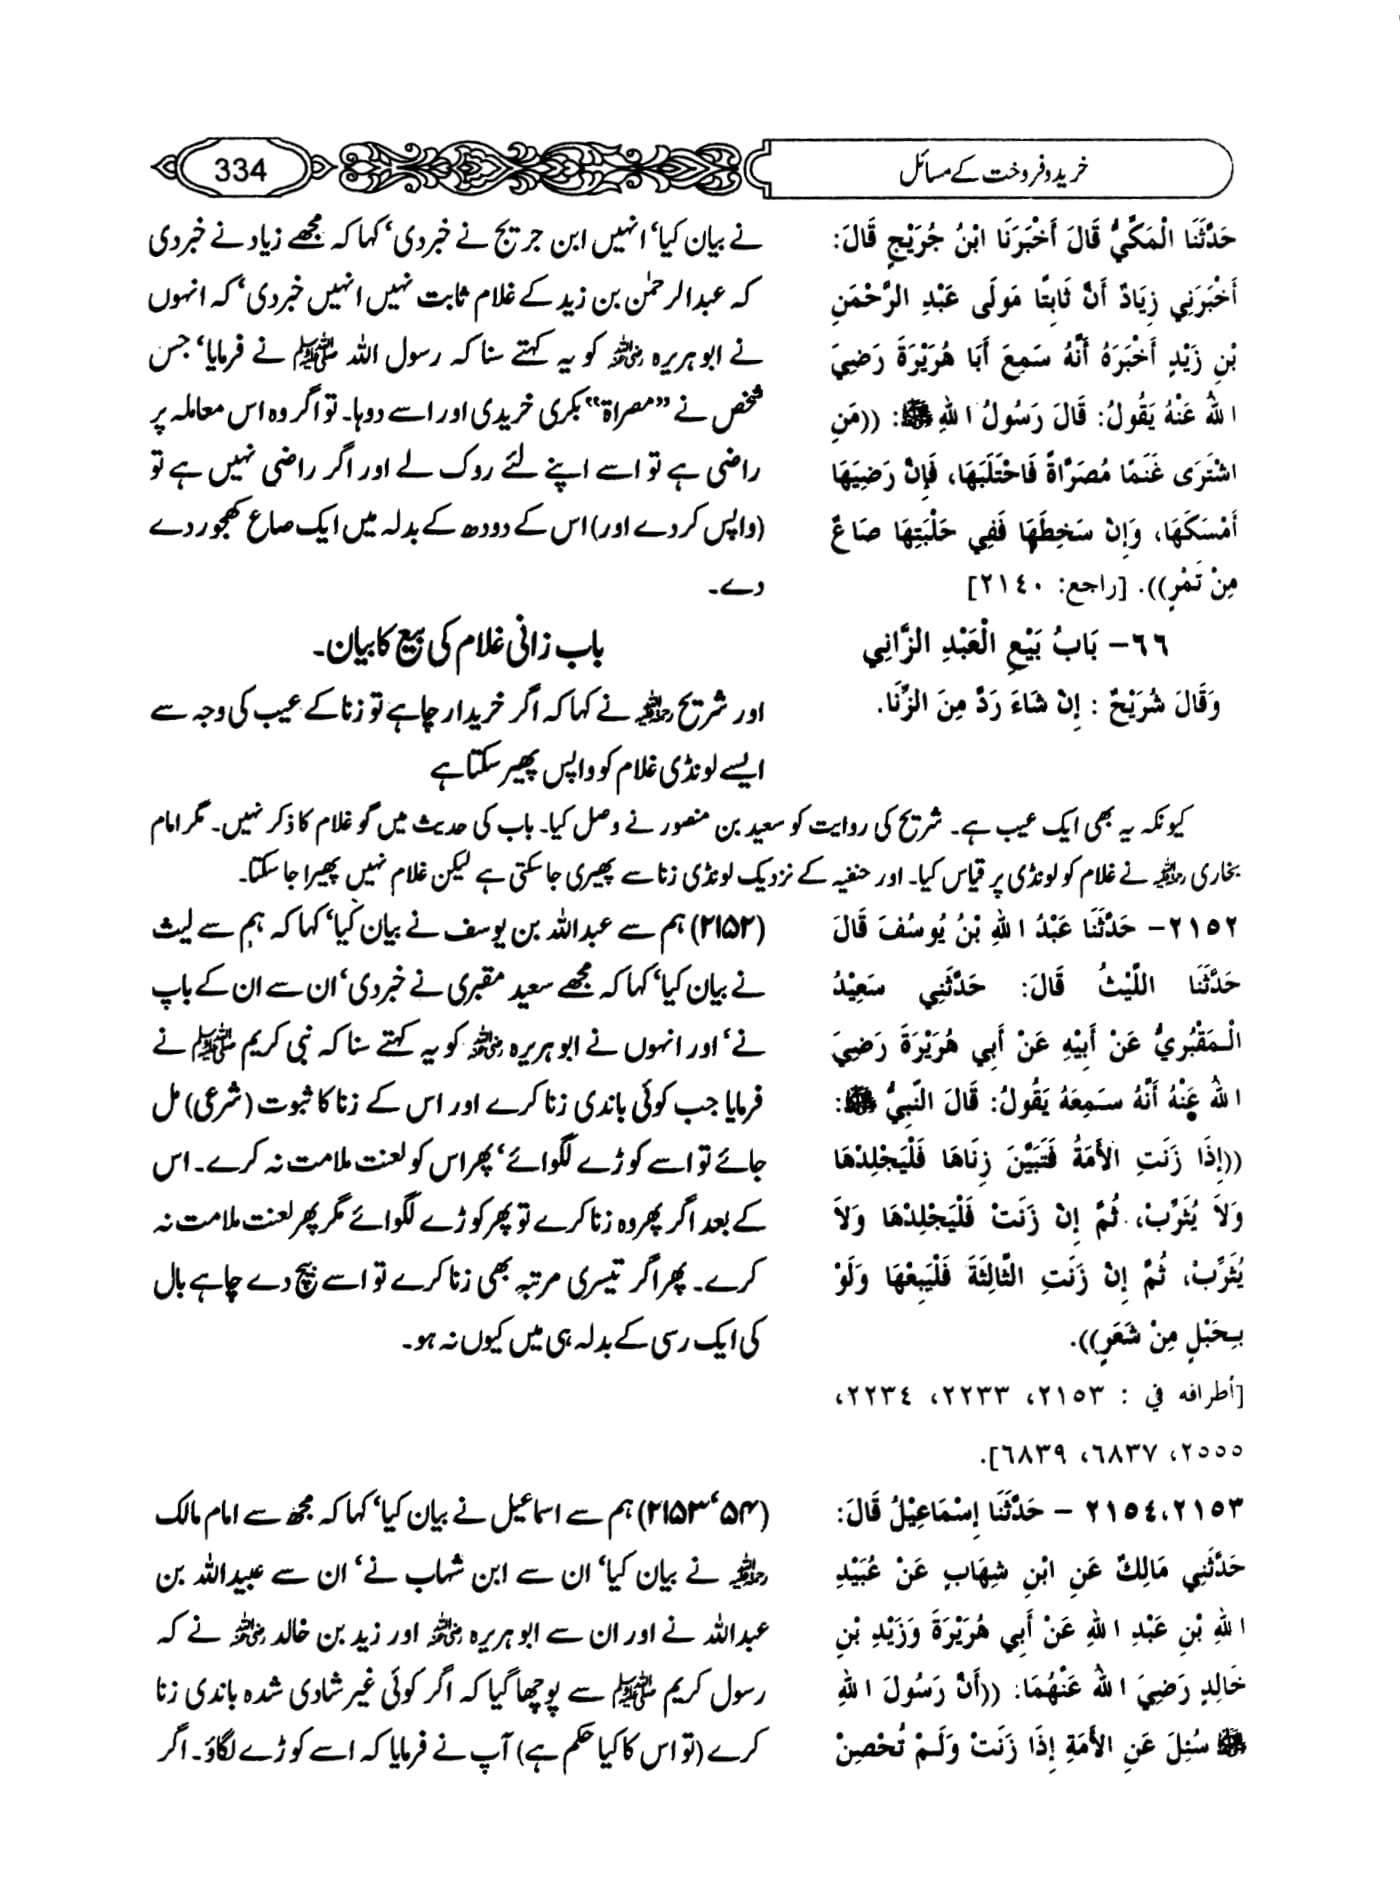 خرید و فروخت کے مسائل
334
حَدَّثَنَا الْمَكِّيُّ قَالَ أَخْبَرَنَا ابْنُ جُرَيْجٍ قَالَ:
أَخْبَرَنِي زِيَادٌ أَنَّ ثَابِتًا مَولَى عَبْدِ الرَّحْمَنِ
بْنِ زَيْدٍ أَخْبَرَهُ أَنَّهُ سَمِعَ أَبَا هُرَيْرَةَ رَضِيَ
اللهُ عَنْهُ يَقُولُ: قَالَ رَسُولُ اللهِ ﷺ: ((مَنِ
اشْتَرَى غَنَمًا مُصَرَّاةً فَاحْتَلَبَهَا، فَإِنْ رَضِيَهَا
أَمْسَكَهَا، وَإِنْ سَخِطَهَا فَفِي حَلْبَتِهَا صَاعٌ
مِنْ تَمْرٍ)). [راجع: ٢١٤٠]
نے بیان کیا‘ انہیں ابن جریج نے خبر دی‘ کہا کہ مجھے زیاد نے خبر دی
کہ عبدالرحمٰن بن زید کے غلام ثابت نہیں انہیں خبر دی‘ کہ انہوں
نے ابو ہریرہ رضی اللہ عنہ کو یہ کہتے سنا کہ رسول اللہ ﷺ نے فرمایا‘ جس
شخص نے ”مصراۃ“ بکری خریدی اور اسے دوہا۔ تو اگر وہ اس معاملہ پر
راضی ہے تو اسے اپنے لئے روک لے اور اگر راضی نہیں ہے تو
(واپس کر دے اور) اس کے دودھ کے بدلہ میں ایک صاع کھجور دے
دے۔
٦٦- بَابُ بَيْعِ الْعَبْدِ الزَّانِي
وَقَالَ شُرَيْحٌ : إِنْ شَاءَ رَدَّ مِنَ الزِّنَا.
باب زانی غلام کی بیع کا بیان۔
اور شریح رحمہ اللہ نے کہا کہ اگر خریدار چاہے تو زنا کے عیب کی وجہ سے
ایسے لونڈی غلام کو واپس پھیر سکتا ہے
کیونکہ یہ بھی ایک عیب ہے۔ شریح کی روایت کو سعید بن منصور نے وصل کیا۔ باب کی حدیث میں گو غلام کا ذکر نہیں۔ مگر امام
بخاری رحمہ اللہ نے غلام کو لونڈی پر قیاس کیا۔ اور حنفیہ کے نزدیک لونڈی زنا سے پھیری جا سکتی ہے لیکن غلام نہیں پھیرا جا سکتا۔
٢١٥٢- حَدَّثَنَا عَبْدُ اللهِ بْنُ يُوسُفَ قَالَ
حَدَّثَنَا اللَّيْثُ قَالَ: حَدَّثَنِي سَعِيْدُ
الْمَقْبُرِيُّ عَنْ أَبِيْهِ عَنْ أَبِي هُرَيْرَةَ رَضِيَ
اللهُ عَنْهُ أَنَّهُ سَمِعَهُ يَقُولُ: قَالَ النَّبِيُّ ﷺ:
((إِذَا زَنَتِ الأَمَةُ فَتَبَيَّنَ زِنَاهَا فَلْيَجْلِدْهَا
وَلاَ يُثَرِّبْ، ثُمَّ إِنْ زَنَتْ فَلْيَجْلِدْهَا وَلاَ
يُثَرِّبْ، ثُمَّ إِنْ زَنَتِ الثَّالِثَةَ فَلْيَبِعْهَا وَلَوْ
بِحَبْلٍ مِنْ شَعَرٍ)).
[أطرافه في : ٢١٥٣، ٢٢٣٣، ٢٢٣٤،
٢٥٥٥، ٦٨٣٧، ٦٨٣٩].
(۲۱۵۲) ہم سے عبداللہ بن یوسف نے بیان کیا‘ کہا کہ ہم سے لیث
نے بیان کیا‘ کہا کہ مجھے سعید مقبری نے خبر دی‘ ان سے ان کے باپ
نے‘ اور انہوں نے ابو ہریرہ رضی اللہ عنہ کو یہ کہتے سنا کہ نبی کریم ﷺ نے
فرمایا جب کوئی باندی زنا کرے اور اس کے زنا کا ثبوت (شرعی) مل
جائے تو اسے کوڑے لگوائے‘ پھر اس کو لعنت ملامت نہ کرے۔ اس
کے بعد اگر پھر وہ زنا کرے تو پھر کوڑے لگوائے مگر پھر لعنت ملامت نہ
کرے۔ پھر اگر تیسری مرتبہ بھی زنا کرے تو اسے بیچ دے چاہے بال
کی ایک رسی کے بدلہ ہی میں کیوں نہ ہو۔
٢١٥٣،٢١٥٤ - حَدَّثَنَا إِسْمَاعِيْلُ قَالَ:
حَدَّثَنِي مَالِكٌ عَنِ ابْنِ شِهَابٍ عَنْ عُبَيْدِ
اللهِ بْنِ عَبْدِ اللهِ عَنْ أَبِي هُرَيْرَةَ وَزَيْدِ بْنِ
خَالِدٍ رَضِيَ اللهُ عَنْهُمَا: ((أَنَّ رَسُولَ اللهِ
ﷺ سُئِلَ عَنِ الأَمَةِ إِذَا زَنَتْ وَلَمْ تُحْصِنْ
(۲۱۵۳‘۵۴) ہم سے اسماعیل نے بیان کیا‘ کہا کہ مجھ سے امام مالک
رحمہ اللہ نے بیان کیا‘ ان سے ابن شہاب نے‘ ان سے عبیداللہ بن
عبداللہ نے اور ان سے ابو ہریرہ رضی اللہ عنہ اور زید بن خالد رضی اللہ عنہ نے کہ
رسول کریم ﷺ سے پوچھا گیا کہ اگر کوئی غیر شادی شدہ باندی زنا
کرے (تو اس کا کیا حکم ہے) آپ نے فرمایا کہ اسے کوڑے لگاؤ۔ اگر